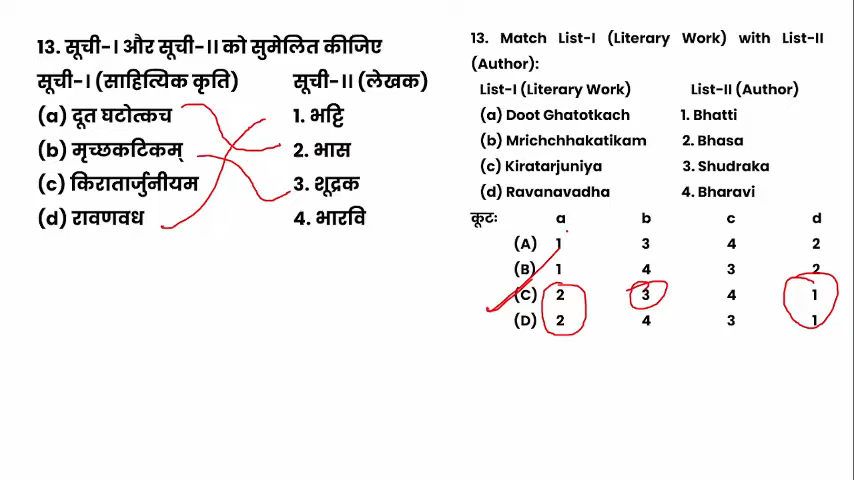 13. सूची-I और सूची-II को सुमेलित कीजिए
सूची-I (साहित्यिक कृति) सूची-II (लेखक)
(a) दूत घटोत्कच 1. भट्टि
(b) मृच्छकटिकम् 2. भास
(c) किरातार्जुनीयम 3. शूद्रक
(d) रावणवध 4. भारवि
13. Match List-I (Literary Work) with List-II
(Author):
List-I (Literary Work) List-II (Author)
(a) Doot Ghatotkach 1. Bhatti
(b) Mrichchhakatikam 2. Bhasa
(c) Kiratarjuniya 3. Shudraka
(d) Ravanavadha 4. Bharavi
कूटः a b c d
(A) 1 3 4 2
(B) 1 4 3 2
(C) 2 3 4 1
(D) 2 4 3 1